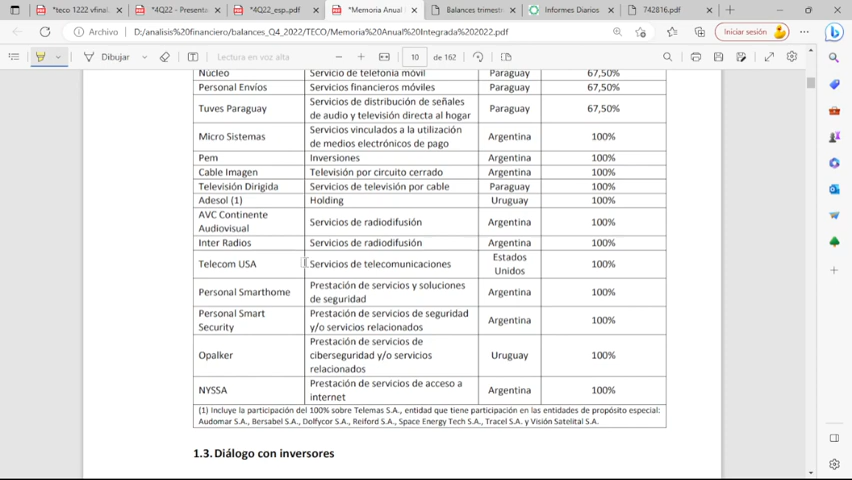 *teco 1222 vfinal.
*4Q22 - Presenta
*4Q22_esp..pdf
*Memoria Anual
Balances trimestr
Informes Diarios
742816.pdf
Archivo D:/analisis%20financiero/balances_Q4_2022/TECO/Memoria%20Anual%20Integrada%202022.pdf
Iniciar sesión
Dibujar
Lectura en voz alta
10 de 162
Núcleo Servicio de telefonía móvil Paraguay 67,50%
Personal Envíos Servicios financieros móviles Paraguay 67,50%
Tuves Paraguay Servicios de distribución de señales de audio y televisión directa al hogar Paraguay 67,50%
Micro Sistemas Servicios vinculados a la utilización de medios electrónicos de pago Argentina 100%
Pem Inversiones Argentina 100%
Cable Imagen Televisión por circuito cerrado Argentina 100%
Televisión Dirigida Servicios de televisión por cable Paraguay 100%
Adesol (1) Holding Uruguay 100%
AVC Continente Audiovisual Servicios de radiodifusión Argentina 100%
Inter Radios Servicios de radiodifusión Argentina 100%
Telecom USA Servicios de telecomunicaciones Estados Unidos 100%
Personal Smarthome Prestación de servicios y soluciones de seguridad Argentina 100%
Personal Smart Security Prestación de servicios de seguridad y/o servicios relacionados Argentina 100%
Opalker Prestación de servicios de ciberseguridad y/o servicios relacionados Uruguay 100%
NYSSA Prestación de servicios de acceso a internet Argentina 100%
(1) Incluye la participación del 100% sobre Telemas S.A., entidad que tiene participación en las entidades de propósito especial:
Audomar S.A., Bersabel S.A., Dolfycor S.A., Reiford S.A., Space Energy Tech S.A., Tracel S.A. y Visión Satelital S.A.
1.3. Diálogo con inversores